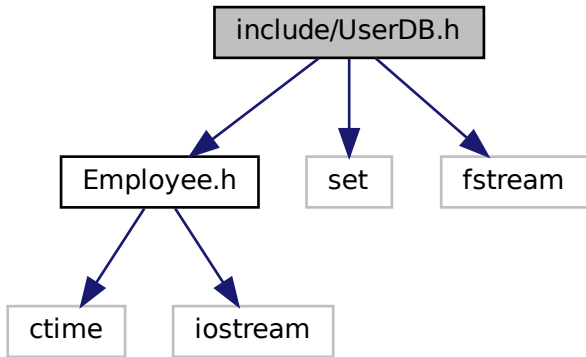 include/UserDB.h
Employee.h
set
fstream
ctime
iostream